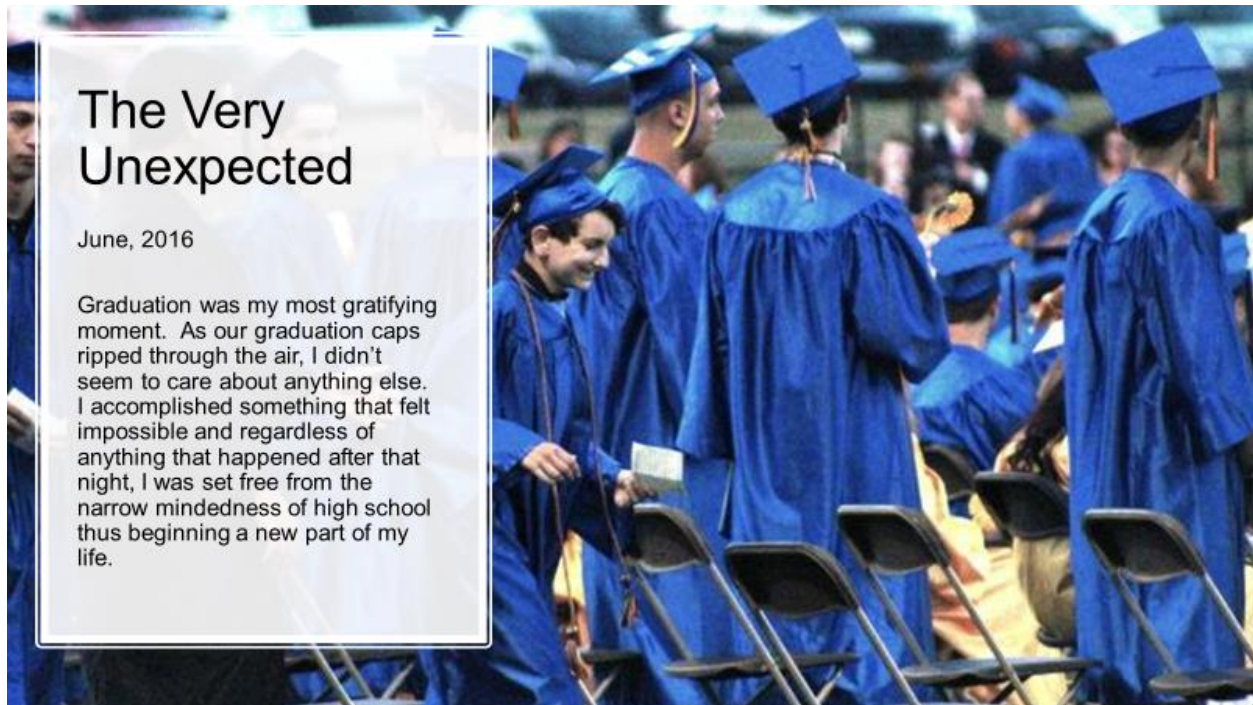 The Very
Unexpected
June, 2016
Graduation was my most gratifying
moment.  As our graduation caps
ripped through the air, I didn’t
seem to care about anything else.
I accomplished something that felt
impossible and regardless of
anything that happened after that
night, I was set free from the
narrow mindedness of high school
thus beginning a new part of my
life.